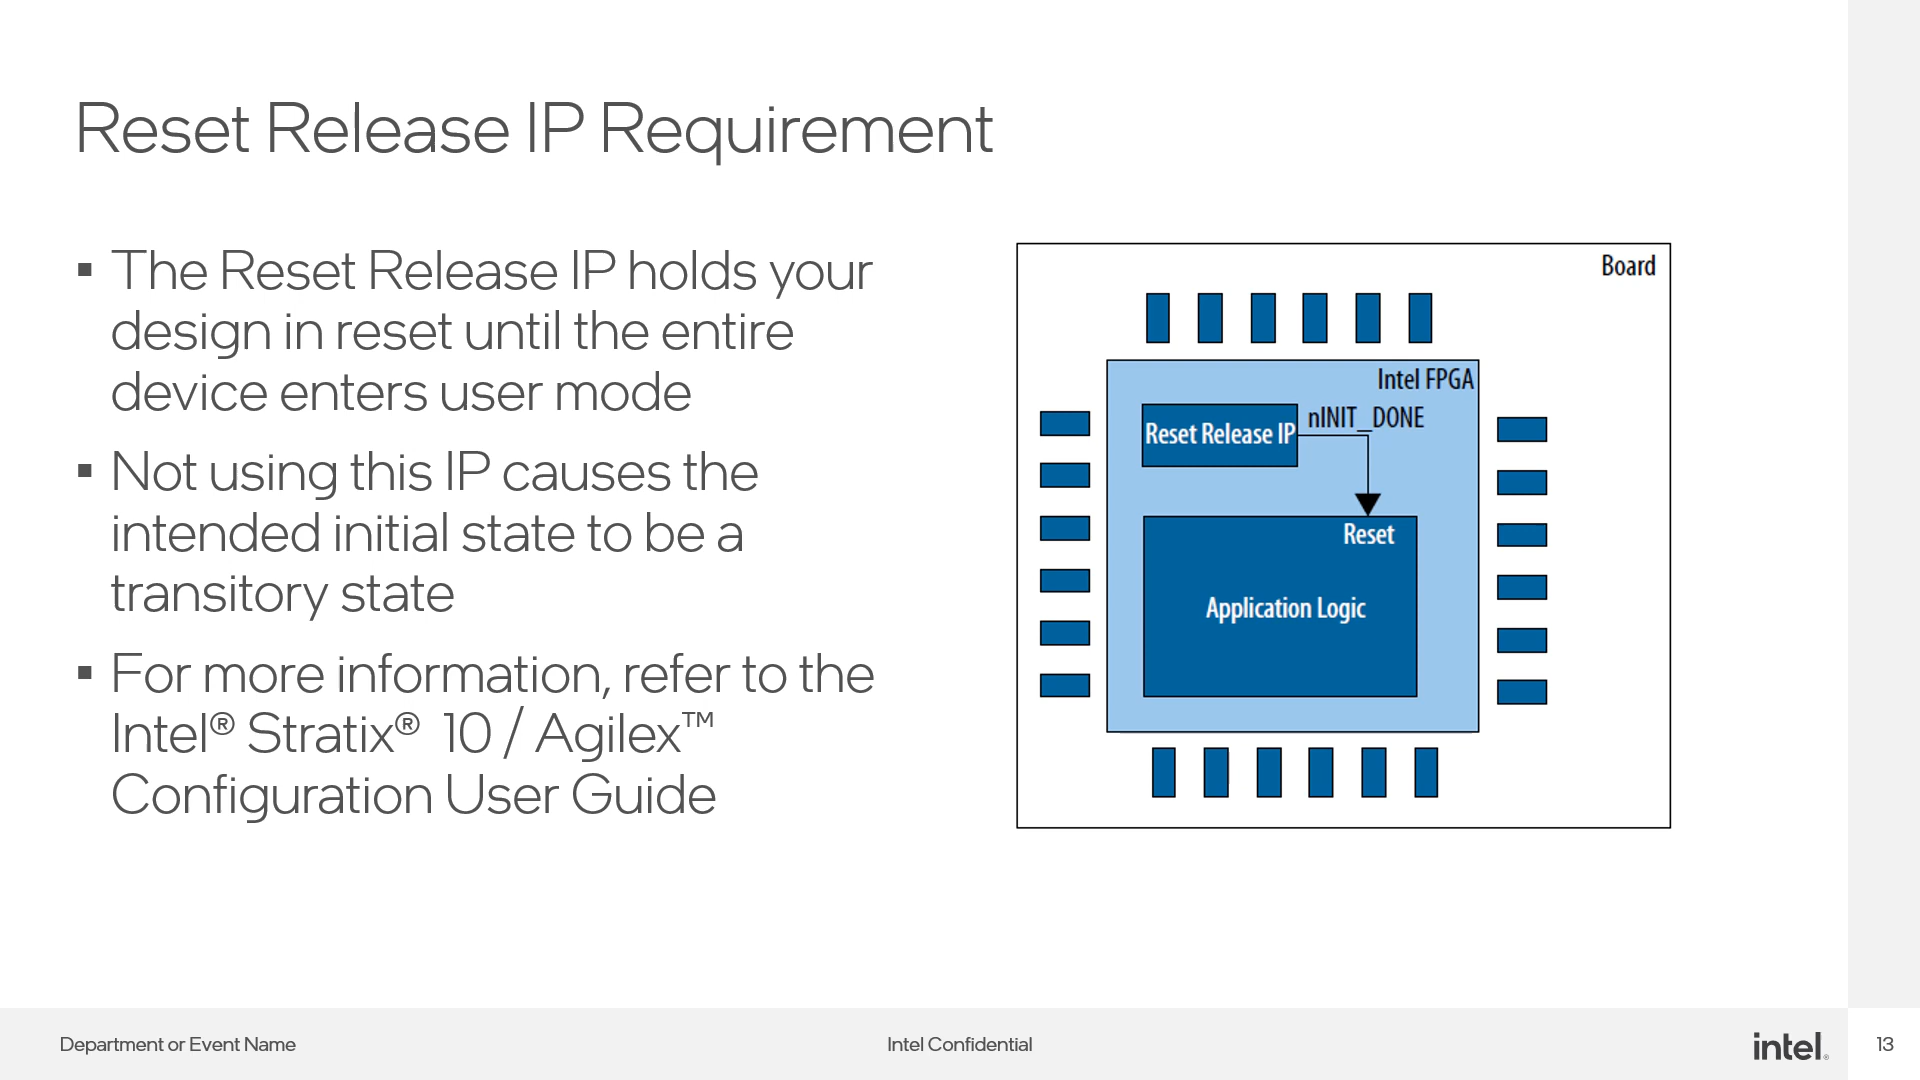 Reset Release IP Requirement
▪ The Reset Release IP holds your
design in reset until the entire
device enters user mode
▪ Not using this IP causes the
intended initial state to be a
transitory state
▪ For more information, refer to the
Intel® Stratix® 10 / Agilex™
Configuration User Guide
Board
Intel FPGA
nINIT_DONE
Reset Release IP
Reset
Application Logic
Department or Event Name
Intel Confidential
intel®
13